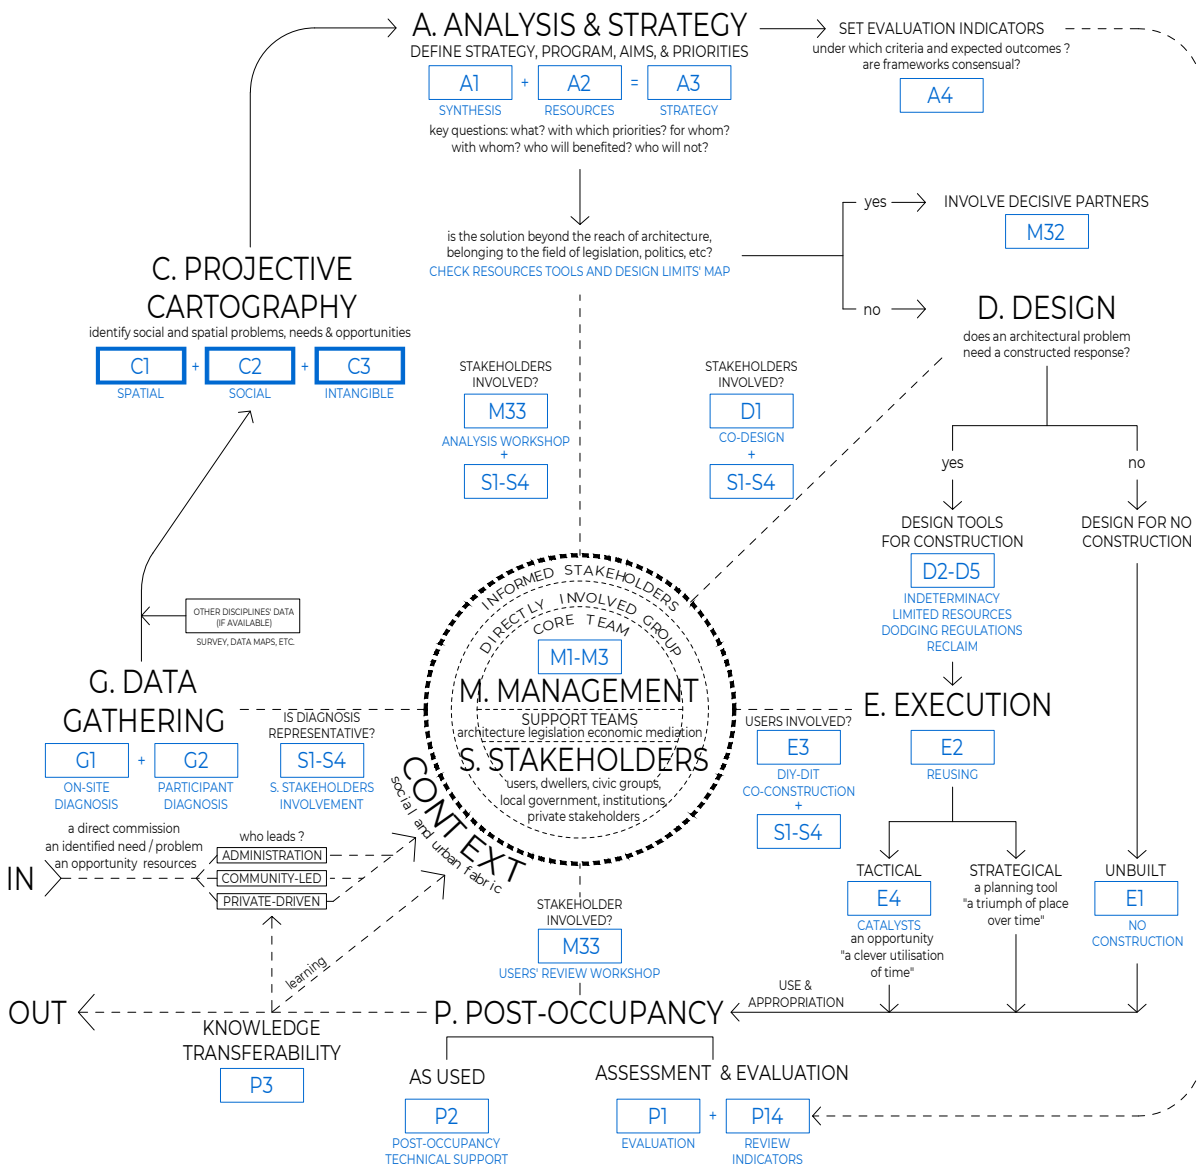 A. ANALYSIS & STRATEGY
DEFINE STRATEGY, PROGRAM, AIMS, & PRIORITIES
A1 + A2 = A3
SYNTHESIS RESOURCES STRATEGY
key questions: what? with which priorities? for whom?
with whom? who will benefited? who will not?
SET EVALUATION INDICATORS
under which criteria and expected outcomes ?
are frameworks consensual?
A4
is the solution beyond the reach of architecture,
belonging to the field of legislation, politics, etc?
CHECK RESOURCES TOOLS AND DESIGN LIMITS' MAP
yes
INVOLVE DECISIVE PARTNERS
M32
no
C. PROJECTIVE
CARTOGRAPHY
identify social and spatial problems, needs & opportunities
C1 + C2 + C3
SPATIAL SOCIAL INTANGIBLE
D. DESIGN
does an architectural problem
need a constructed response?
STAKEHOLDERS
INVOLVED?
M33
ANALYSIS WORKSHOP
+
S1-S4
STAKEHOLDERS
INVOLVED?
D1
CO-DESIGN
+
S1-S4
yes
no
DESIGN TOOLS
FOR CONSTRUCTION
D2-D5
INDETERMINACY
LIMITED RESOURCES
DODGING REGULATIONS
RECLAIM
DESIGN FOR NO
CONSTRUCTION
OTHER DISCIPLINES' DATA
(IF AVAILABLE)
SURVEY, DATA MAPS, ETC.
INFORMED STAKEHOLDERS
DIRECTLY INVOLVED GROUP
CORE TEAM
M1-M3
M. MANAGEMENT
SUPPORT TEAMS
architecture legislation economic mediation
S. STAKEHOLDERS
users, dwellers, civic groups,
local government, institutions,
private stakeholders
CONTEXT
social and urban fabric
G. DATA
GATHERING
G1 + G2
ON-SITE
DIAGNOSIS
PARTICIPANT
DIAGNOSIS
IS DIAGNOSIS
REPRESENTATIVE?
S1-S4
S. STAKEHOLDERS
INVOLVEMENT
USERS INVOLVED?
E3
DIY-DIT
CO-CONSTRUCTiON
+
S1-S4
E. EXECUTION
E2
REUSING
a direct commission
an identified need / problem
an opportunity resources
IN
who leads ?
ADMINISTRATION
COMMUNITY-LED
PRIVATE-DRIVEN
learning
TACTICAL
E4
CATALYSTS
an opportunity
"a clever utilisation
of time"
STRATEGICAL
a planning tool
"a triumph of place
over time"
UNBUILT
E1
NO
CONSTRUCTION
STAKEHOLDER
INVOLVED?
M33
USERS' REVIEW WORKSHOP
USE &
APPROPRIATION
OUT
P. POST-OCCUPANCY
KNOWLEDGE
TRANSFERABILITY
P3
AS USED
P2
POST-OCCUPANCY
TECHNICAL SUPPORT
ASSESSMENT & EVALUATION
P1 + P14
EVALUATION
REVIEW
INDICATORS